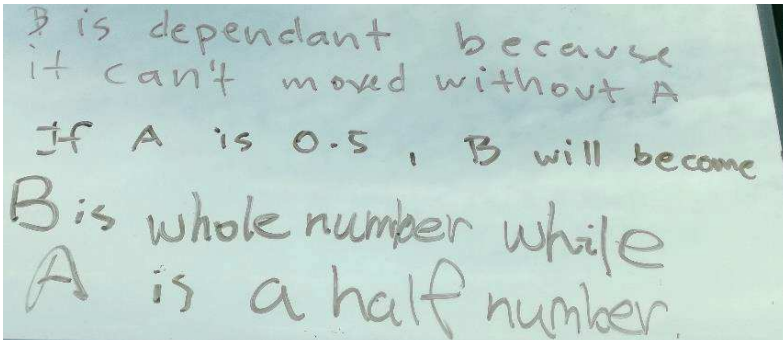 B is dependant because
it can't moved without A
If A is 0.5, B will become
B is whole number while
A is a half number.